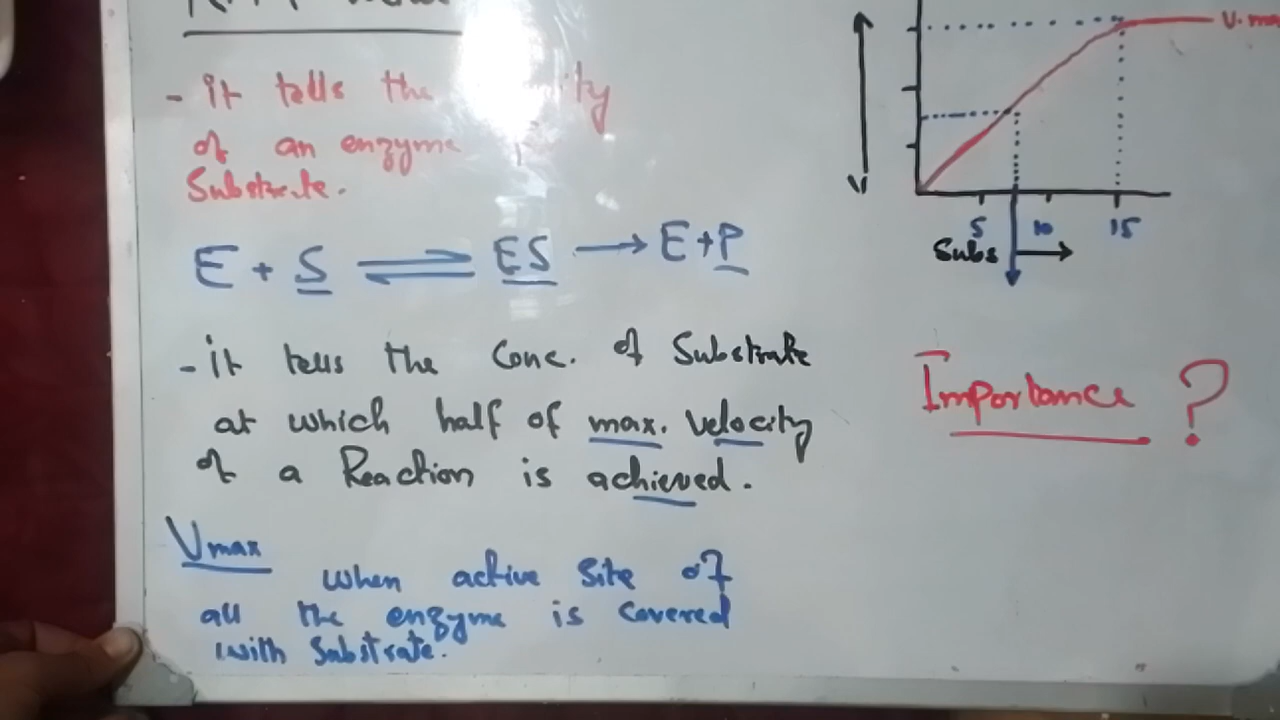 - it tells the
of an enzyme
Substrate.
E + S ⇌ ES → E+P
- it tells the Conc. of Substrate
at which half of max. velocity
of a Reaction is achieved.
Vmax
when active site of
all the enzyme is covered
with substrate.
V
5 10 15
Subs →
Importance ?